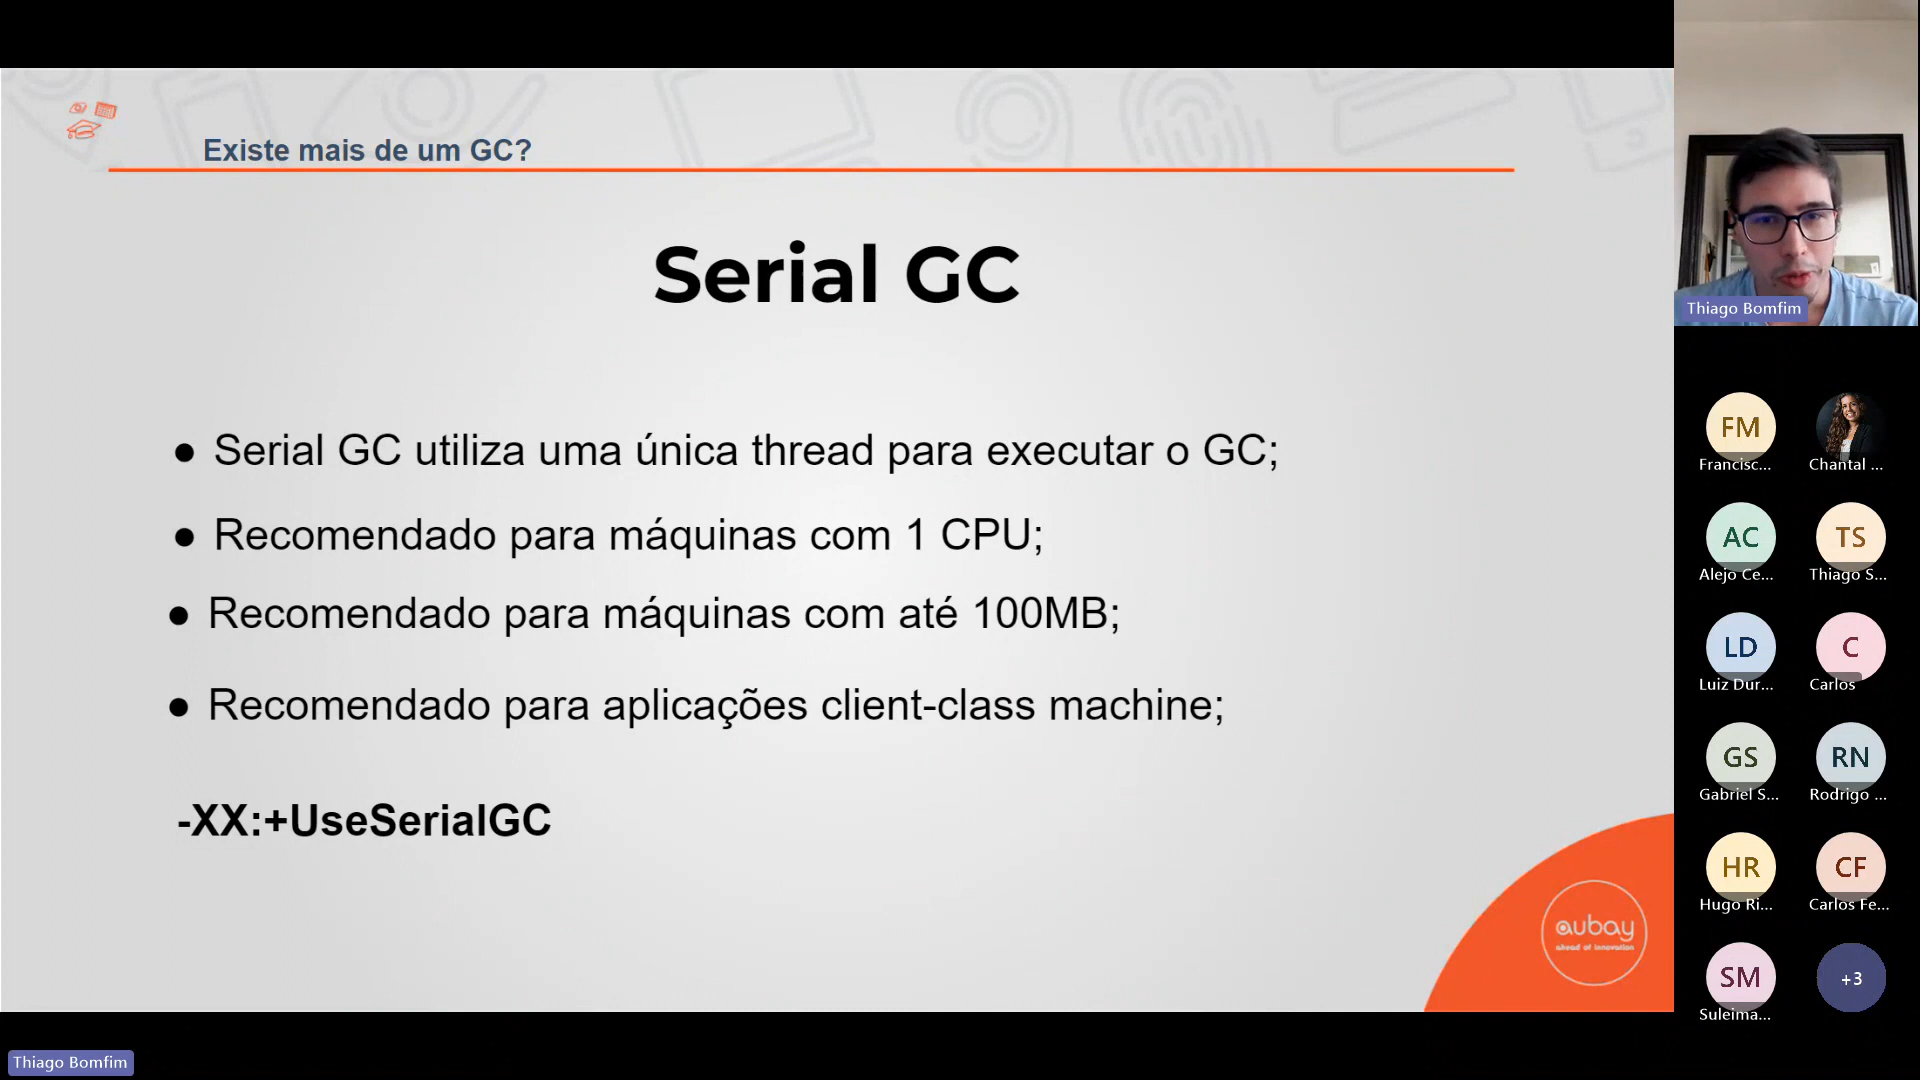 Existe mais de um GC?
Serial GC
● Serial GC utiliza uma única thread para executar o GC;
● Recomendado para máquinas com 1 CPU;
● Recomendado para máquinas com até 100MB;
● Recomendado para aplicações client-class machine;
-XX:+UseSerialGC
aubay
ahead of innovation
Thiago Bomfim
Thiago Bomfim
FM
Francisc...
Chantal ...
AC
Alejo Ce...
TS
Thiago S...
LD
Luiz Dur...
C
Carlos
GS
Gabriel S...
RN
Rodrigo ...
HR
Hugo Ri...
CF
Carlos Fe...
SM
Suleima...
+3